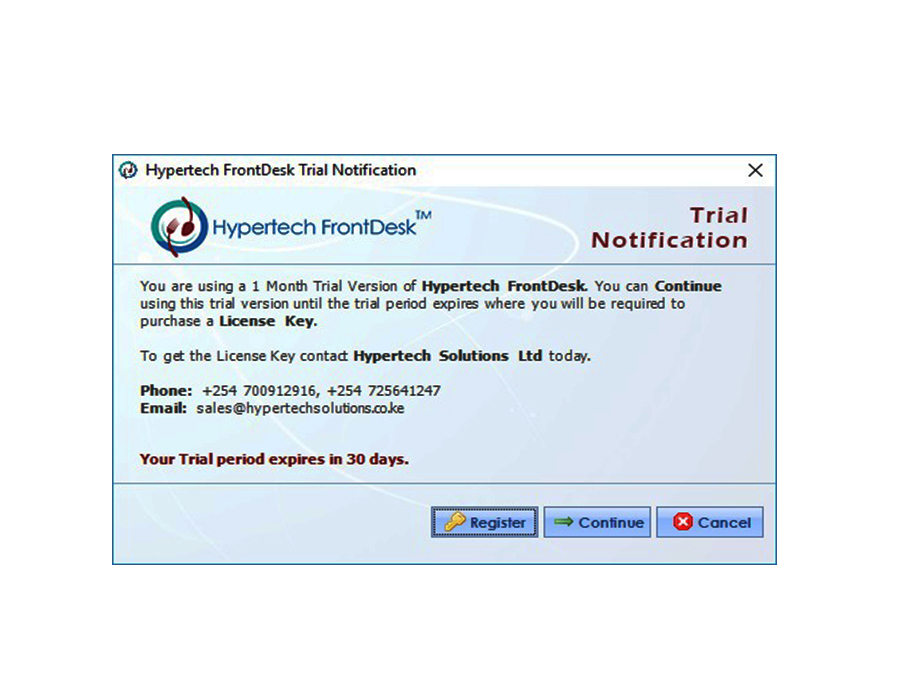 Hypertech FrontDesk Trial Notification
Hypertech FrontDesk™
Trial
Notification
You are using a 1 Month Trial Version of Hypertech FrontDesk. You can Continue
using this trial version until the trial period expires where you will be required to
purchase a License Key.
To get the License Key contact Hypertech Solutions Ltd today.
Phone: +254 700912916, +254 725641247
Email: sales@hypertechsolutions.co.ke
Your Trial period expires in 30 days.
Register Continue Cancel